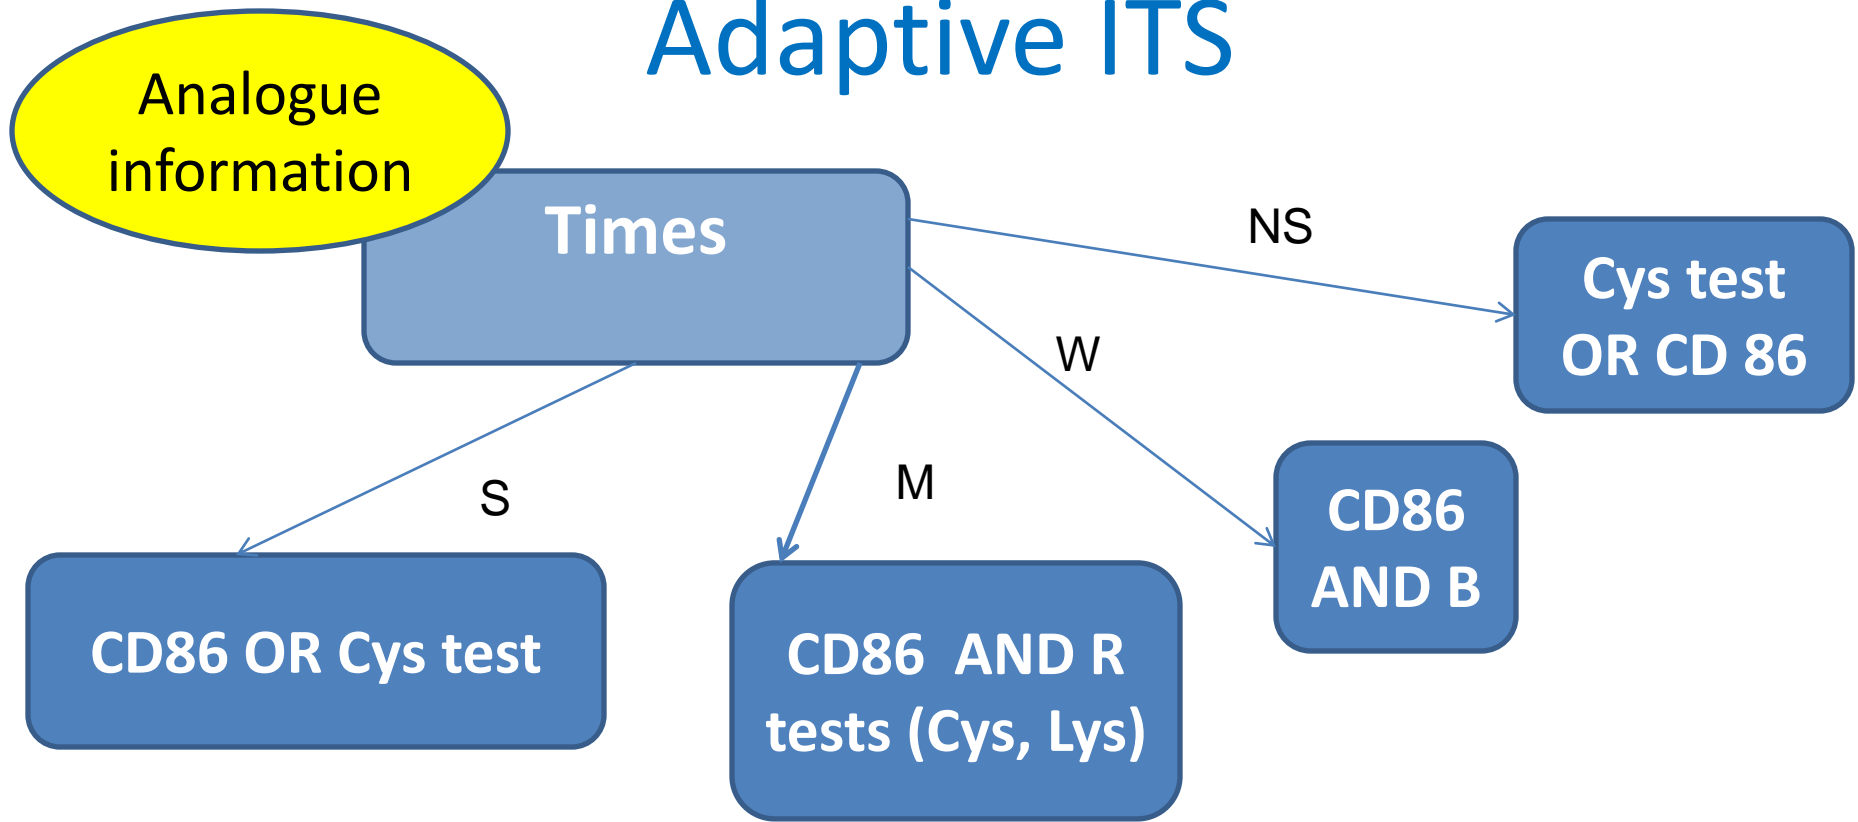 Adaptive ITS
Analogue
information
Times
NS
Cys test
OR CD 86
W
CD86
AND B
S
M
CD86 OR Cys test
CD86  AND R
tests (Cys, Lys)